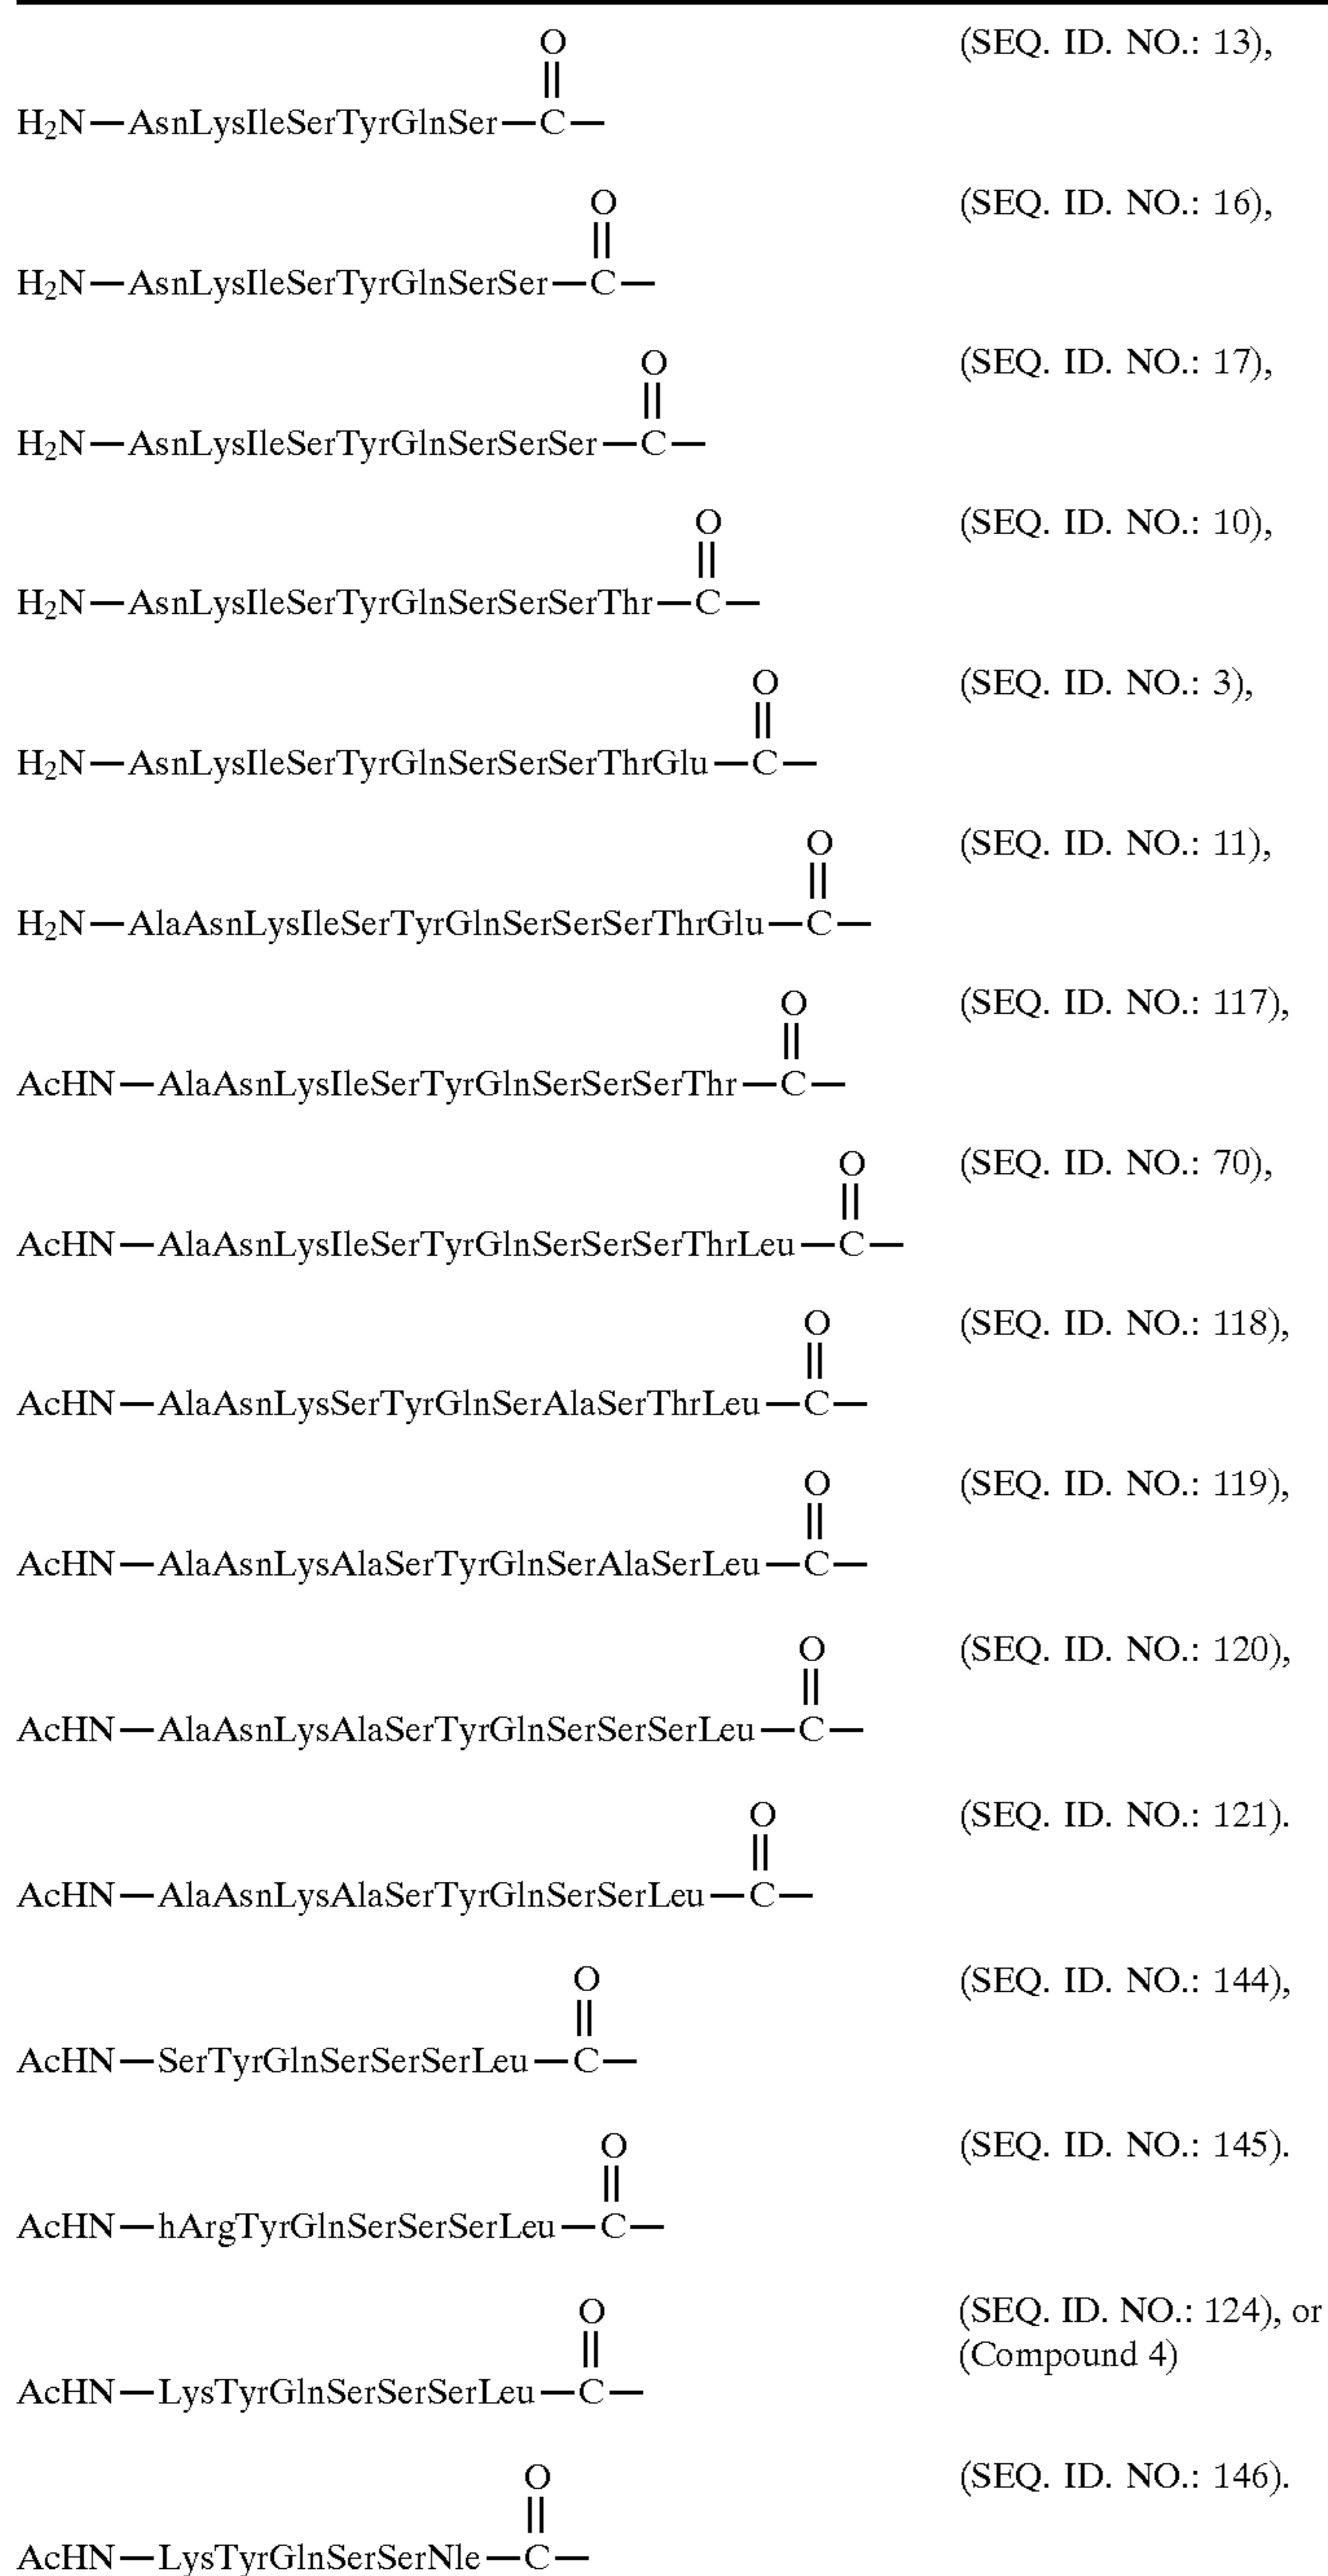 O (SEQ. ID. NO.: 13),
H₂N—AsnLysIleSerTyrGlnSer—C—
O (SEQ. ID. NO.: 16),
H₂N—AsnLysIleSerTyrGlnSerSer—C—
O (SEQ. ID. NO.: 17),
H₂N—AsnLysIleSerTyrGlnSerSerSer—C—
O (SEQ. ID. NO.: 10),
H₂N—AsnLysIleSerTyrGlnSerSerSerThr—C—
O (SEQ. ID. NO.: 3),
H₂N—AsnLysIleSerTyrGlnSerSerSerThrGlu—C—
O (SEQ. ID. NO.: 11),
H₂N—AlaAsnLysIleSerTyrGlnSerSerSerThrGlu—C—
O (SEQ. ID. NO.: 117),
AcHN—AlaAsnLysIleSerTyrGlnSerSerSerThr—C—
O (SEQ. ID. NO.: 70),
AcHN—AlaAsnLysIleSerTyrGlnSerSerSerThrLeu—C—
O (SEQ. ID. NO.: 118),
AcHN—AlaAsnLysSerTyrGlnSerAlaSerThrLeu—C—
O (SEQ. ID. NO.: 119),
AcHN—AlaAsnLysAlaSerTyrGlnSerAlaSerLeu—C—
O (SEQ. ID. NO.: 120),
AcHN—AlaAsnLysAlaSerTyrGlnSerSerSerLeu—C—
O (SEQ. ID. NO.: 121).
AcHN—AlaAsnLysAlaSerTyrGlnSerSerLeu—C—
O (SEQ. ID. NO.: 144),
AcHN—SerTyrGlnSerSerSerLeu—C—
O (SEQ. ID. NO.: 145).
AcHN—hArgTyrGlnSerSerSerLeu—C—
O (SEQ. ID. NO.: 124), or
(Compound 4)
AcHN—LysTyrGlnSerSerSerLeu—C—
O (SEQ. ID. NO.: 146).
AcHN—LysTyrGlnSerSerNle—C—